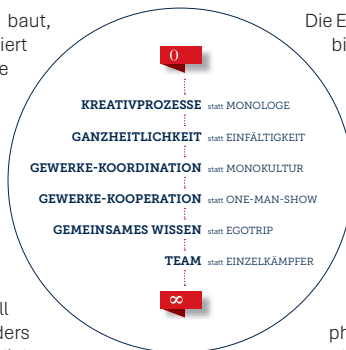 baut,
Die E
iert
bi
e
0
KREATIVPROZESSE statt MONOLOGE
GANZHEITLICHKEIT statt EINFÄLTIGKEIT
GEWERKE-KOORDINATION statt MONOKULTUR
GEWERKE-KOOPERATION statt ONE-MAN-SHOW
GEMEINSAMES WISSEN statt EGOTRIP
TEAM statt EINZELKÄMPFER
∞
ll
ders
ph